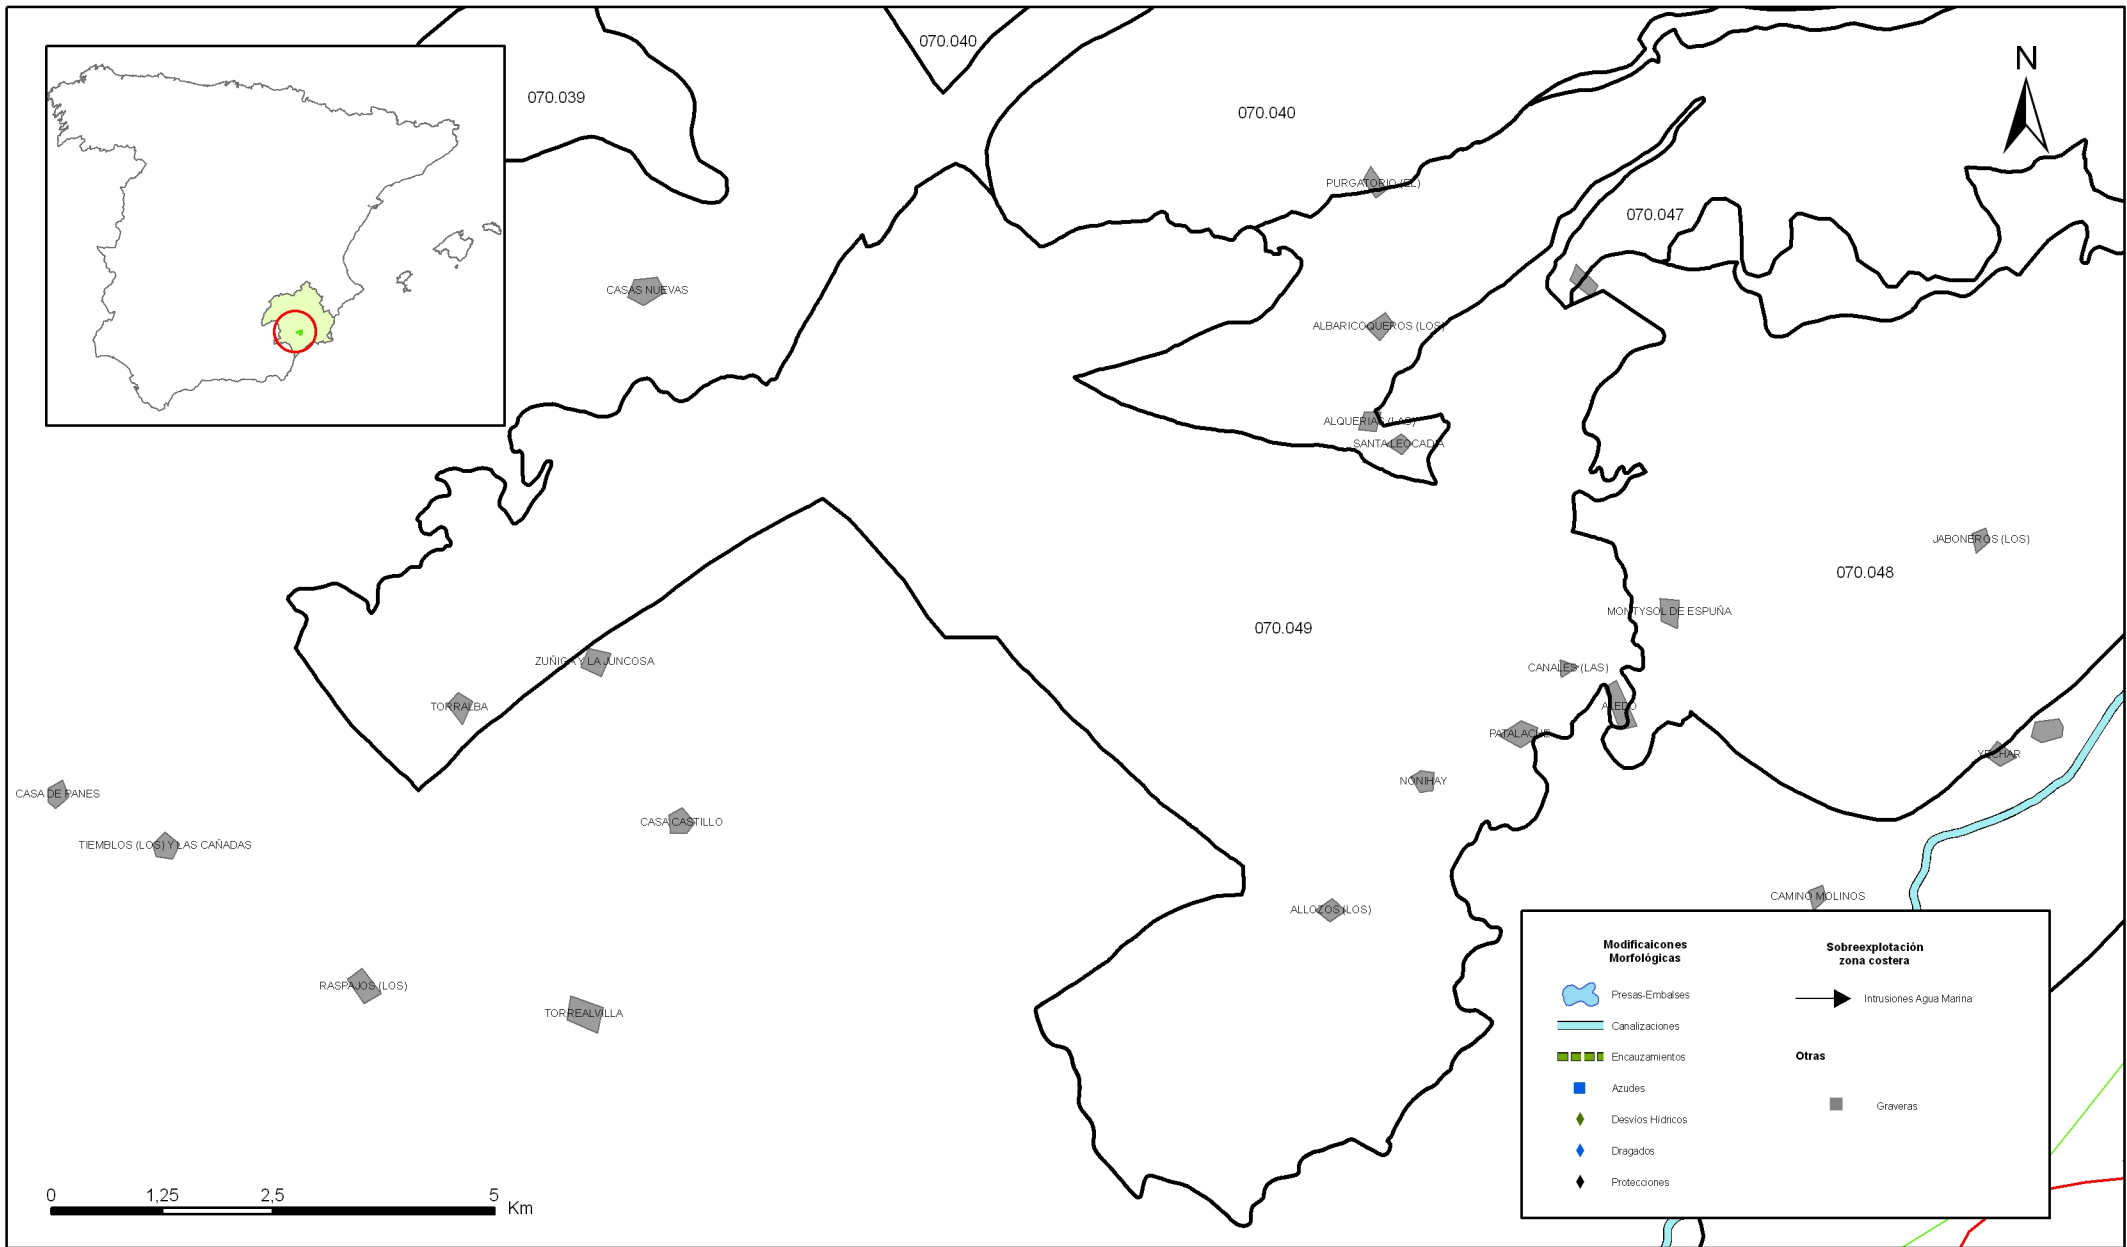 070.040
N
070.039
070.040
PURGATORIO (EL)
070.047
CASAS NUEVAS
ALBARICOQUEROS (LOS)
ALQUERIAS (LAS)
SANTA LEOCADIA
JABONEROS (LOS)
070.048
MONTYSOL DE ESPUÑA
070.049
ZUÑIGA Y LA JUNCOSA
CANALES (LAS)
TORRALBA
ALEDO
PATALACHE
YECHAR
NONIHAY
CASA DE PANES
CASA CASTILLO
TIEMBLOS (LOS) Y LAS CAÑADAS
CAMINO MOLINOS
ALLOZOS (LOS)
RASPAJOS (LOS)
TORREALVILLA
Modificaicones
Morfológicas
Presas-Embalses
Canalizaciones
Encauzamientos
Azudes
Desvíos Hídricos
Dragados
Protecciones
Sobreexplotación
zona costera
Intrusiones Agua Marina
Otras
Graveras
0 1,25 2,5 5 Km